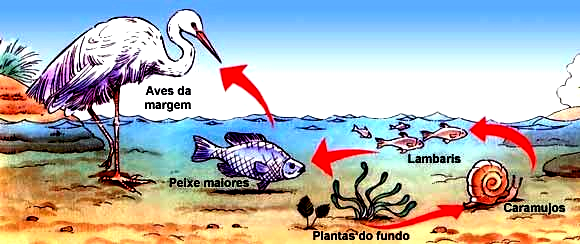 Aves da
margem
Lambaris
Peixe maiores
Caramujos
Plantas do fundo